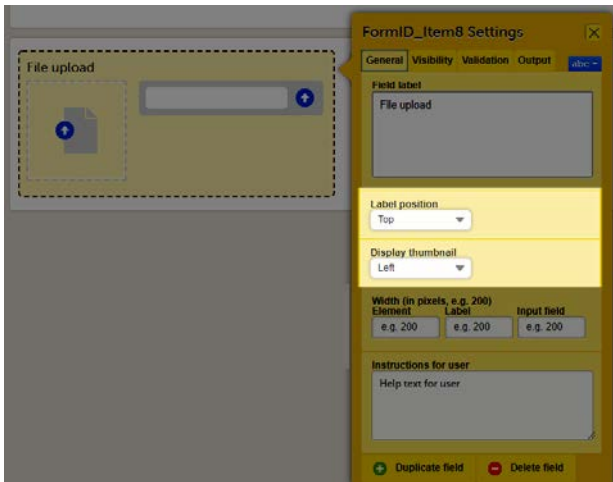 FormID_Item8 Settings
General Visibility Validation Output abc
File upload
Field label
File upload
Label position
Top
Display thumbnail
Left
Width (in pixels, e.g. 200)
Element Label Input field
e.g. 200 e.g. 200 e.g. 200
Instructions for user
Help text for user
Duplicate field Delete field